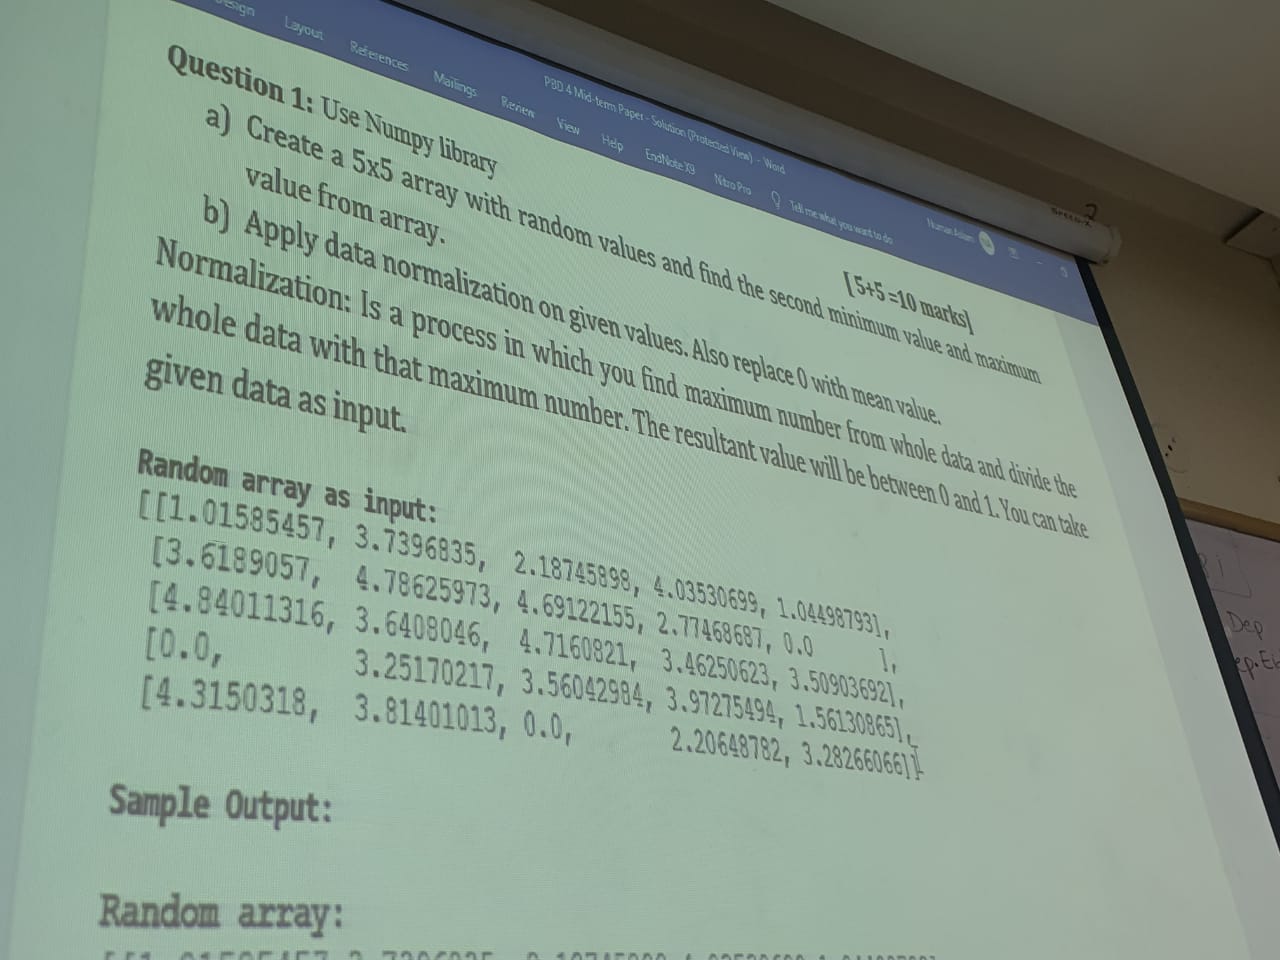 Design Layout References Mailings Review View Help EndNote X9 Nitro Pro Tell me what you want to do
PBD 4 Mid-term Paper - Solution (Protected View) - Word
Question 1: Use Numpy library
[5+5=10 marks]
a) Create a 5x5 array with random values and find the second minimum value and maximum
value from array.
b) Apply data normalization on given values. Also replace 0 with mean value.
Normalization: Is a process in which you find maximum number from whole data and divide the
whole data with that maximum number. The resultant value will be between 0 and 1. You can take
given data as input.
Random array as input:
[[1.01585457, 3.7396835, 2.18745898, 4.03530699, 1.04498793],
[3.6189057, 4.78625973, 4.69122155, 2.77468687, 0.0 ],
[4.84011316, 3.6408046, 4.7160821, 3.46250623, 3.50903692],
[0.0, 3.25170217, 3.56042984, 3.97275494, 1.56130865],
[4.3150318, 3.81401013, 0.0, 2.20648782, 3.28266066]]
Sample Output:
Random array:
Dep